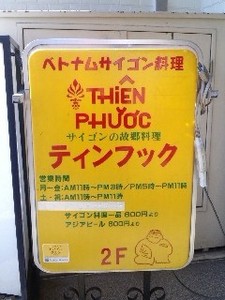 ベトナムサイゴン料理
THIÊN
PHƯỚC
サイゴンの故郷料理
ティンフック
営業時間
月〜金:AM11時〜PM3時/PM5時〜PM11時
土・祝:AM11時〜PM11時
サイゴン料理一品 600円より
アジアビール 600円より
2F